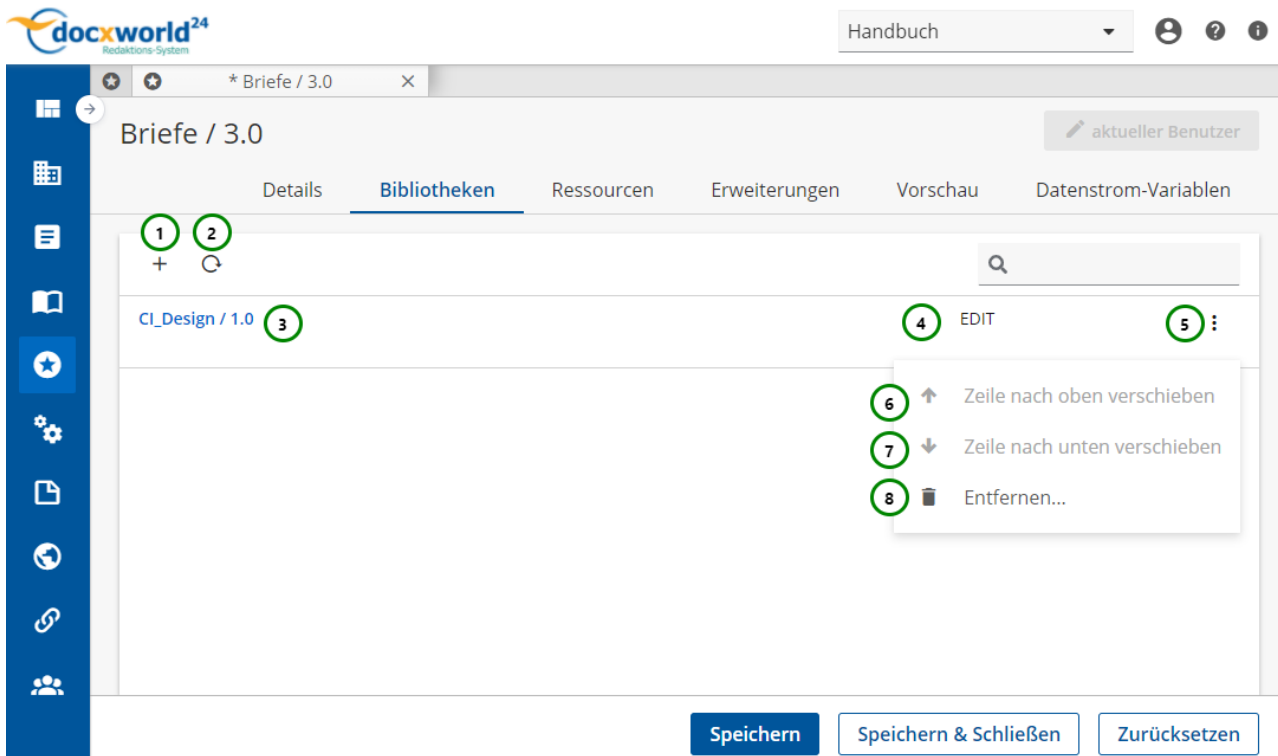 docxworld24
Redaktions-System
Handbuch
* Briefe / 3.0
Briefe / 3.0
aktueller Benutzer
Details Bibliotheken Ressourcen Erweiterungen Vorschau Datenstrom-Variablen
1 2
CI_Design / 1.0 3 4 EDIT 5
6 Zeile nach oben verschieben
7 Zeile nach unten verschieben
8 Entfernen...
Speichern Speichern & Schließen Zurücksetzen